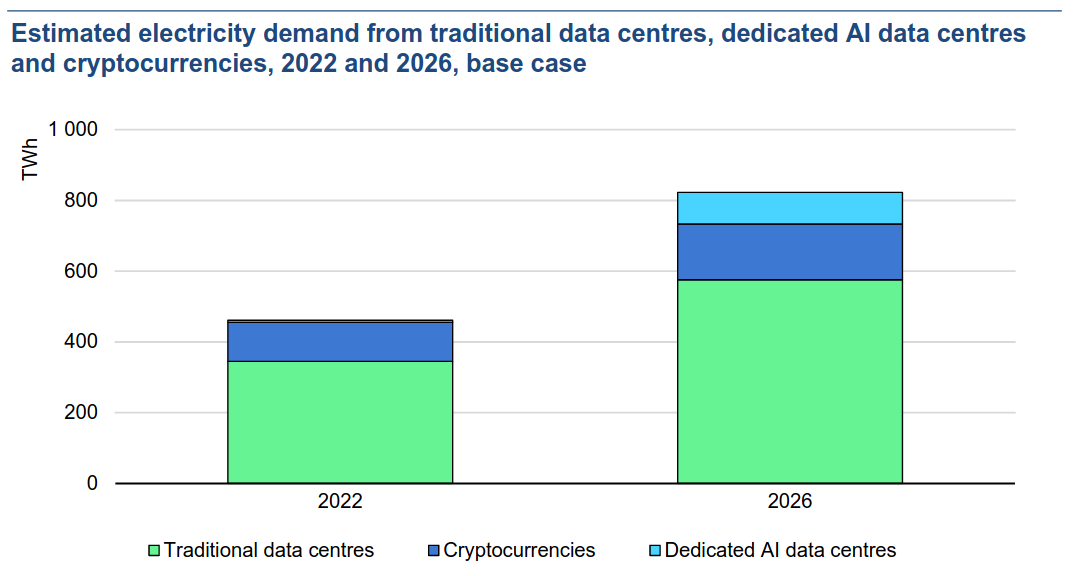 Estimated electricity demand from traditional data centres, dedicated AI data centres
and cryptocurrencies, 2022 and 2026, base case
TWh
1 000
800
600
400
200
0
2022
2026
Traditional data centres
Cryptocurrencies
Dedicated AI data centres